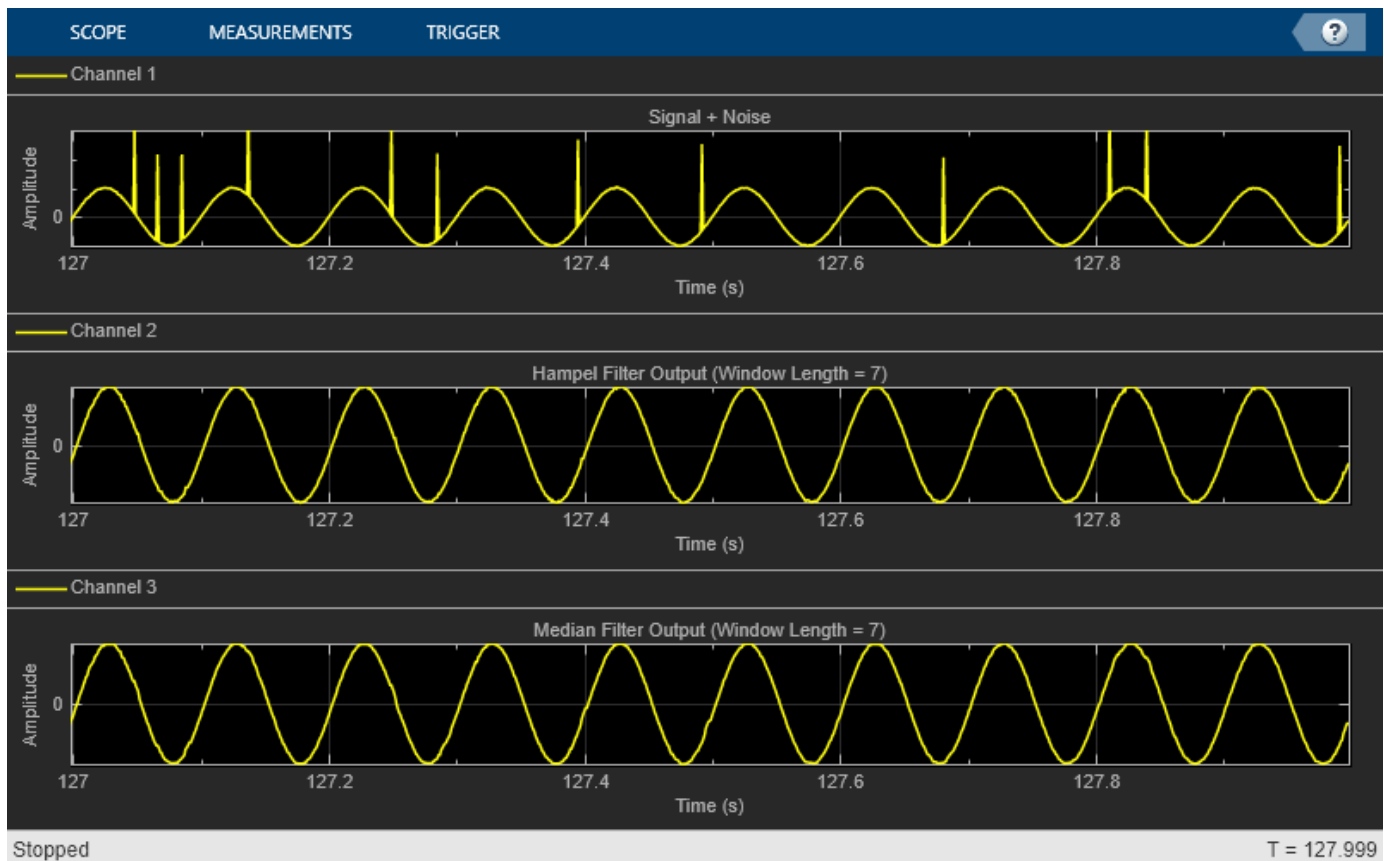 SCOPE MEASUREMENTS TRIGGER ?
Channel 1
Signal + Noise
Amplitude
0
127 127.2 127.4 127.6 127.8
Time (s)
Channel 2
Hampel Filter Output (Window Length = 7)
Amplitude
0
127 127.2 127.4 127.6 127.8
Time (s)
Channel 3
Median Filter Output (Window Length = 7)
Amplitude
0
127 127.2 127.4 127.6 127.8
Time (s)
Stopped T = 127.999